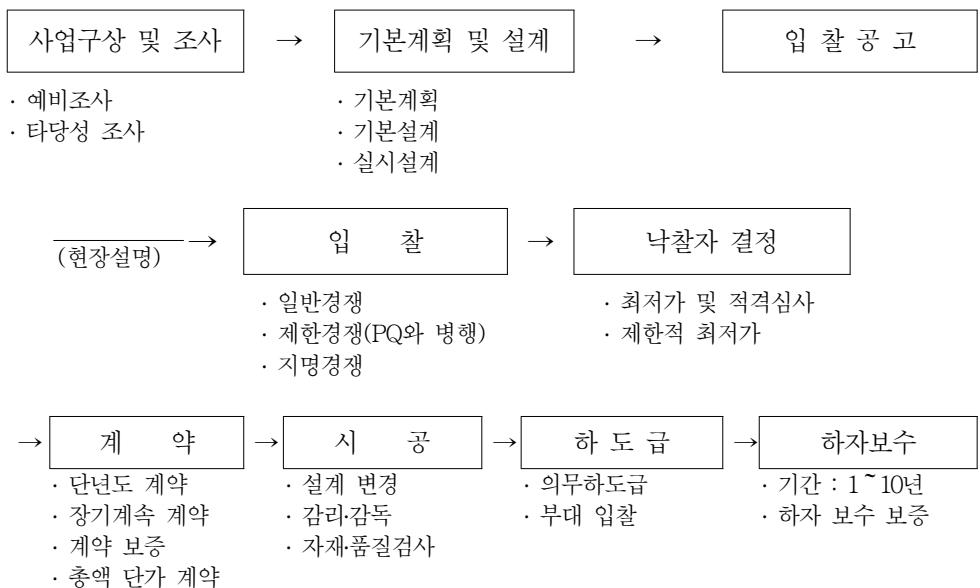 사업구상 및 조사 → 기본계획 및 설계 → 입 찰 공 고
· 예비조사 · 기본계획
· 타당성 조사 · 기본설계
· 실시설계
(현장설명) → 입 찰 → 낙찰자 결정
· 일반경쟁 · 최저가 및 적격심사
· 제한경쟁(PQ와 병행) · 제한적 최저가
· 지명경쟁
→ 계 약 → 시 공 → 하 도 급 → 하자보수
· 단년도 계약 · 설계 변경 · 의무하도급 · 기간 : 1~10년
· 장기계속 계약 · 감리·감독 · 부대 입찰 · 하자 보수 보증
· 계약 보증 · 자재·품질검사
· 총액 단가 계약